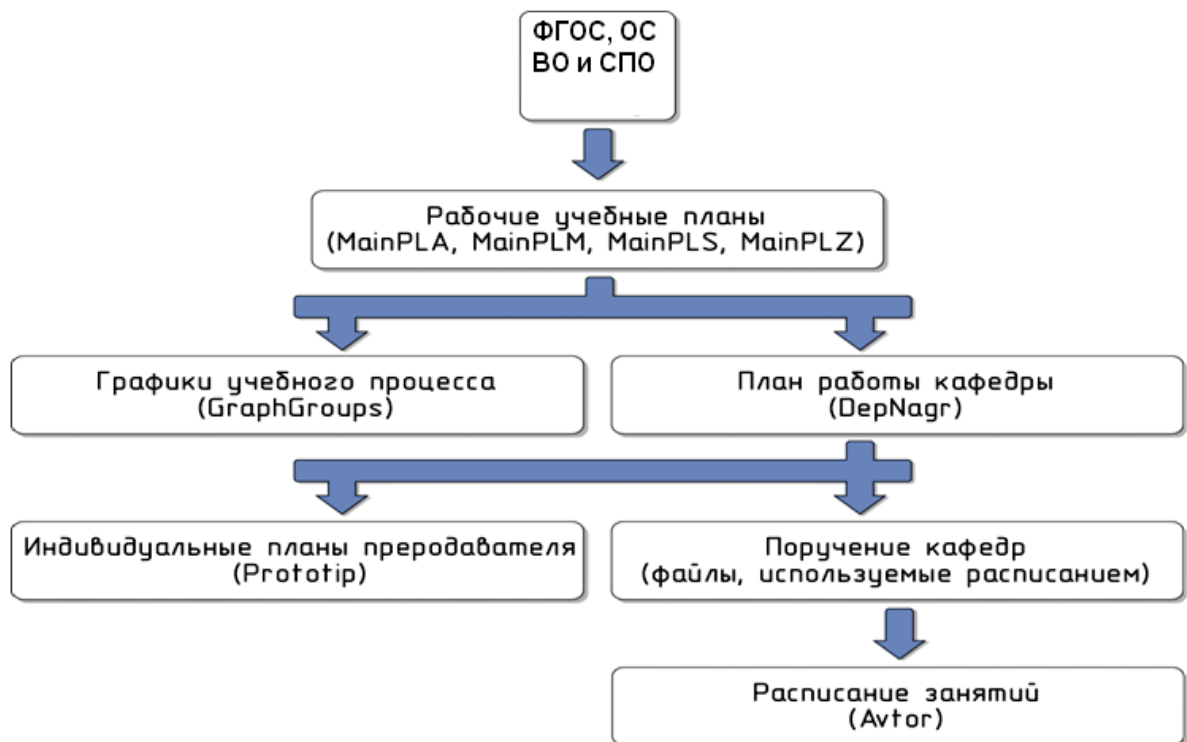 ФГОС, ОС
ВО и СПО
Рабочие учебные планы
(MainPLA, MainPLM, MainPLS, MainPLZ)
Графики учебного процесса
(GraphGroups)
План работы кафедры
(DepNagr)
Индивидуальные планы преродавателя
(Prototip)
Поручение кафедр
(файлы, используемые расписанием)
Расписание занятий
(Avtor)